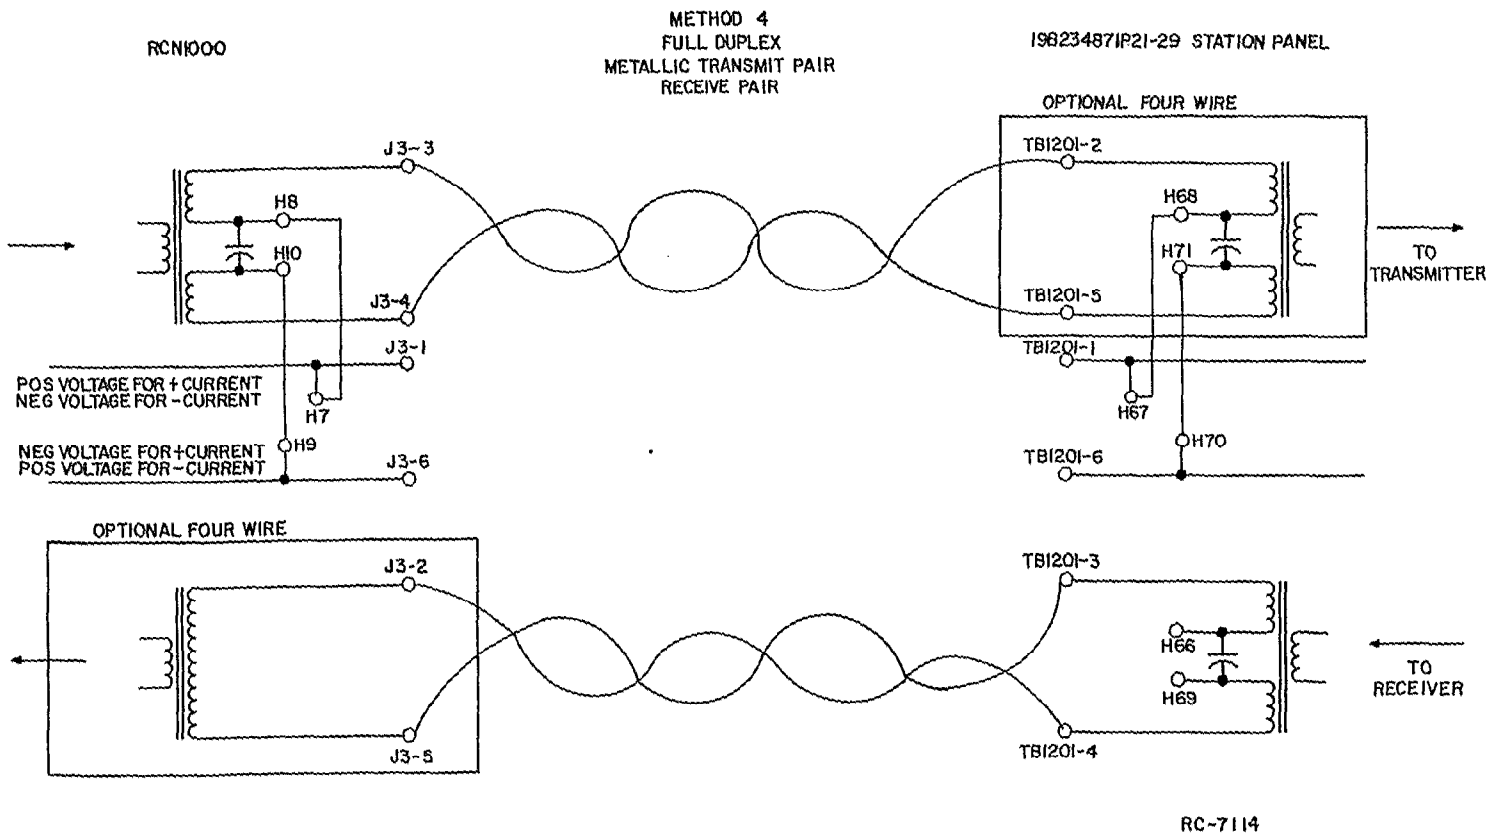 METHOD 4
FULL DUPLEX
METALLIC TRANSMIT PAIR
RECEIVE PAIR
RCN1000
19B234871P21-29 STATION PANEL
OPTIONAL FOUR WIRE
J3-3
TB1201-2
H8
H68
H10
H71
TO
TRANSMITTER
J3-4
TB1201-5
J3-1
TB1201-1
POS VOLTAGE FOR + CURRENT
NEG VOLTAGE FOR - CURRENT
H7
H67
H9
H70
NEG VOLTAGE FOR + CURRENT
POS VOLTAGE FOR - CURRENT
J3-6
TB1201-6
OPTIONAL FOUR WIRE
J3-2
TB1201-3
H66
H69
TO
RECEIVER
J3-5
TB1201-4
RC-7114